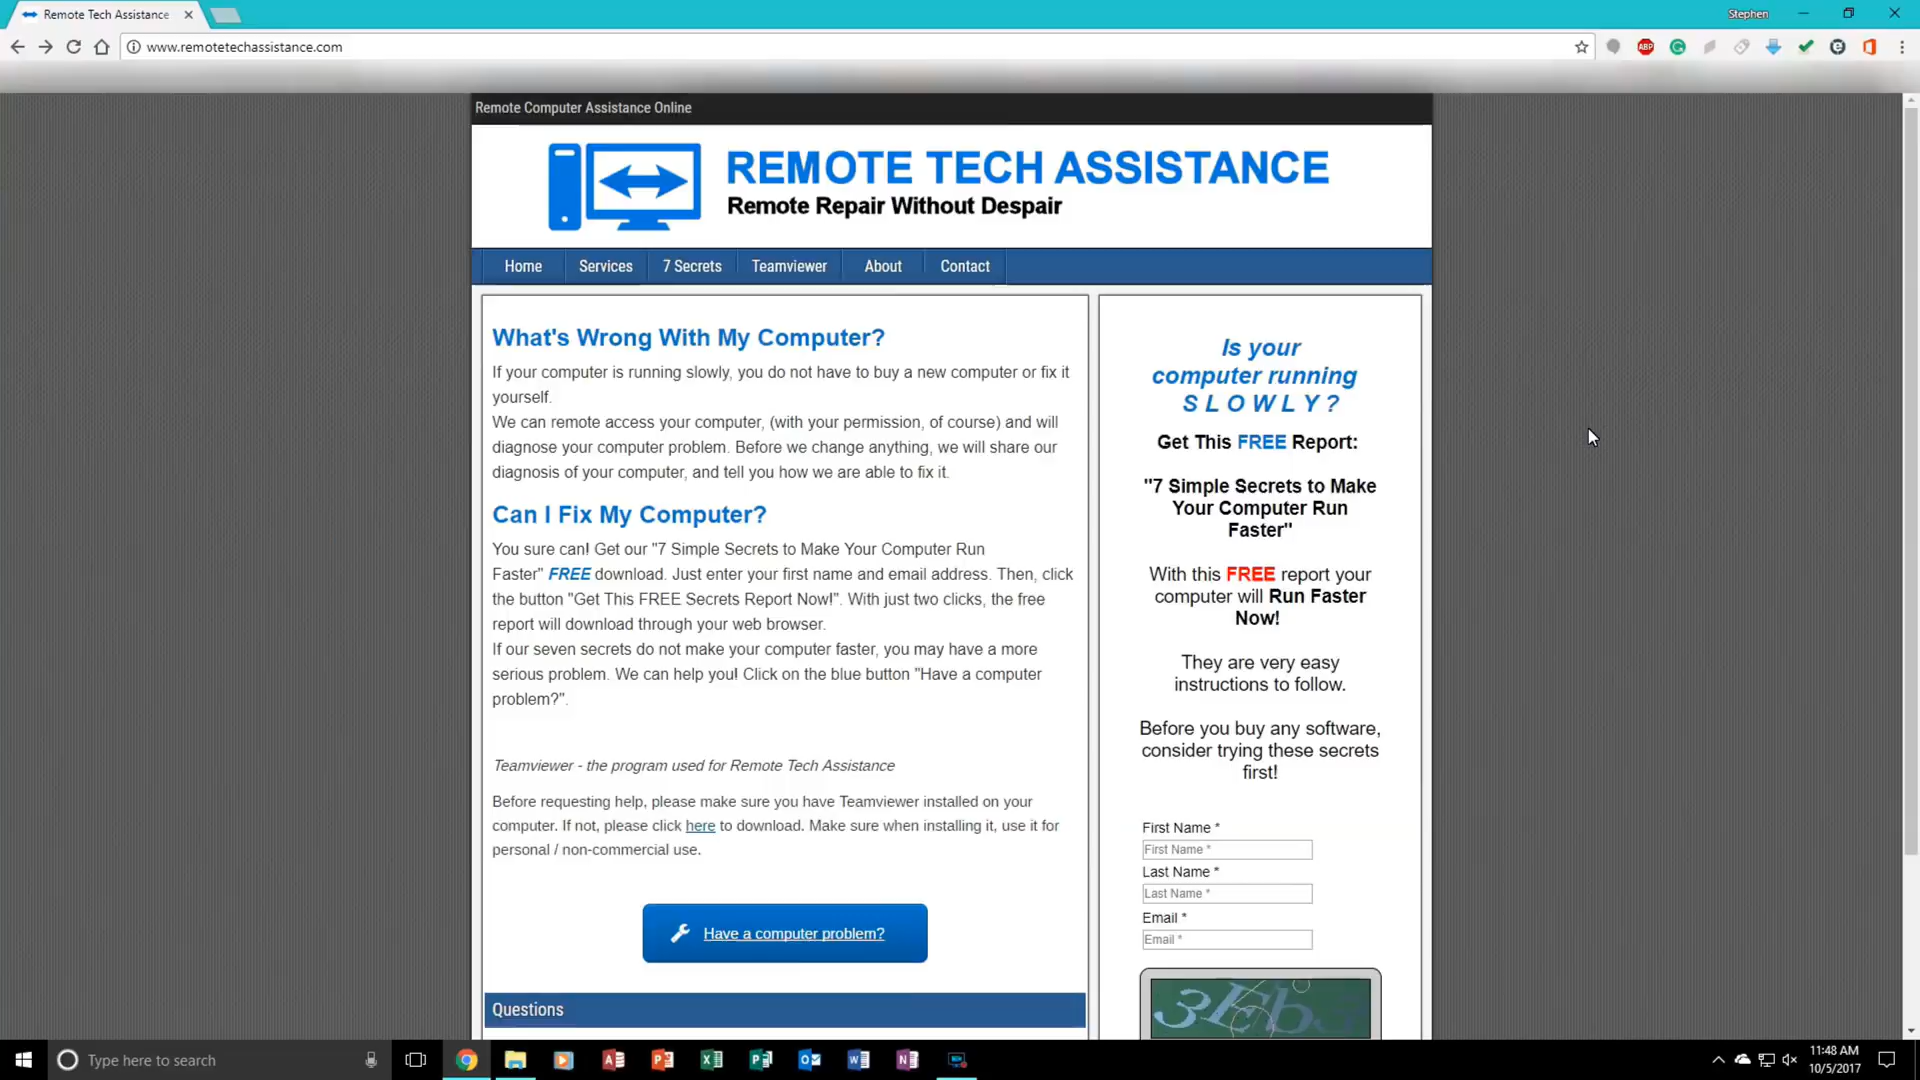 Remote Tech Assistance
Stephen
www.remotetechassistance.com
ABP
Remote Computer Assistance Online
REMOTE TECH ASSISTANCE
Remote Repair Without Despair
Home Services 7 Secrets Teamviewer About Contact
What's Wrong With My Computer?
If your computer is running slowly, you do not have to buy a new computer or fix it
yourself.
We can remote access your computer, (with your permission, of course) and will
diagnose your computer problem. Before we change anything, we will share our
diagnosis of your computer, and tell you how we are able to fix it.
Can I Fix My Computer?
You sure can! Get our "7 Simple Secrets to Make Your Computer Run
Faster" FREE download. Just enter your first name and email address. Then, click
the button "Get This FREE Secrets Report Now!". With just two clicks, the free
report will download through your web browser.
If our seven secrets do not make your computer faster, you may have a more
serious problem. We can help you! Click on the blue button "Have a computer
problem?".
Teamviewer - the program used for Remote Tech Assistance
Before requesting help, please make sure you have Teamviewer installed on your
computer. If not, please click here to download. Make sure when installing it, use it for
personal / non-commercial use.
Have a computer problem?
Questions
Is your
computer running
S L O W L Y ?
Get This FREE Report:
"7 Simple Secrets to Make
Your Computer Run
Faster"
With this FREE report your
computer will Run Faster
Now!
They are very easy
instructions to follow.
Before you buy any software,
consider trying these secrets
first!
First Name *
First Name *
Last Name *
Last Name *
Email *
Email *
Type here to search
11:48 AM
10/5/2017